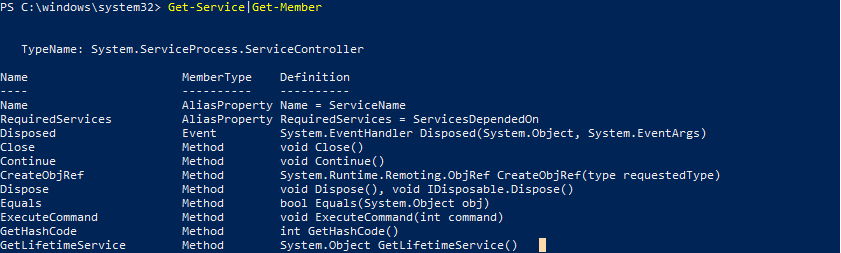 PS C:\windows\system32> Get-Service|Get-Member
TypeName: System.ServiceProcess.ServiceController
Name MemberType Definition
---- ---------- ----------
Name AliasProperty Name = ServiceName
RequiredServices AliasProperty RequiredServices = ServicesDependedOn
Disposed Event System.EventHandler Disposed(System.Object, System.EventArgs)
Close Method void Close()
Continue Method void Continue()
CreateObjRef Method System.Runtime.Remoting.ObjRef CreateObjRef(type requestedType)
Dispose Method void Dispose(), void IDisposable.Dispose()
Equals Method bool Equals(System.Object obj)
ExecuteCommand Method void ExecuteCommand(int command)
GetHashCode Method int GetHashCode()
GetLifetimeService Method System.Object GetLifetimeService()